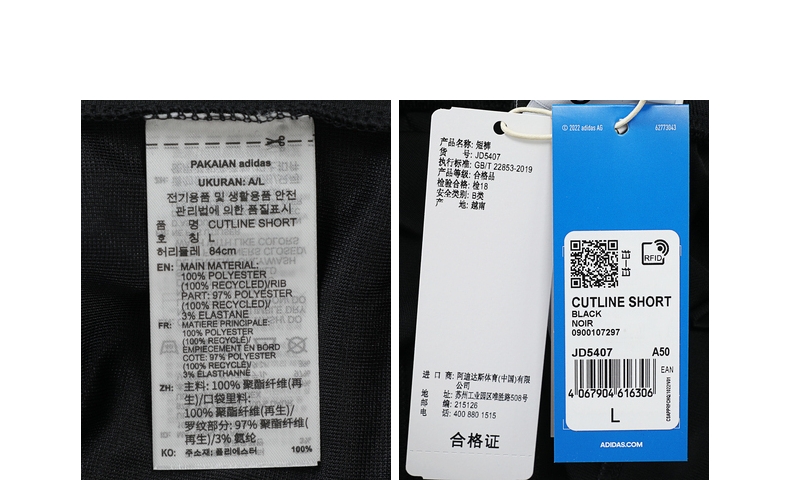 PAKAIAN adidas
UKURAN: A/L
전기용품 및 생활용품 안전
관리법에 의한 품질표시
품 명 CUTLINE SHORT
호 칭 L
허리둘레 84cm
EN: MAIN MATERIAL:
100% POLYESTER
(100% RECYCLED)/RIB
PART: 97% POLYESTER
(100% RECYCLED)/
3% ELASTANE
FR: MATIERE PRINCIPALE:
100% POLYESTER
(100% RECYCLÉ)/
EMPIECEMENT EN BORD
COTE: 97% POLYESTER
(100% RECYCLÉ)/
3% ÉLASTHANNE
ZH: 主料: 100% 聚酯纤维(再
生)/口袋里料:
100% 聚酯纤维(再生)/
罗纹部分: 97% 聚酯纤维(
再生)/3% 氨纶
KO: 주소재: 폴리에스터 100%
产品名称: 短裤
货 号: JD5407
执行标准: GB/T 22853-2019
产品等级: 合格品
检验合格: 检18
安全类别: B类
产 地: 越南
进 口 商: 阿迪达斯体育(中国)有限
公司
地 址: 苏州工业园区唯胜路508号
邮 编: 215126
电 话: 400 880 1515
合格证
© 2022 adidas AG 62773043
RFID
CUTLINE SHORT
BLACK
NOIR
0900107297
JD5407 A50
EAN
4 067904 616306
L
ADIDAS.COM